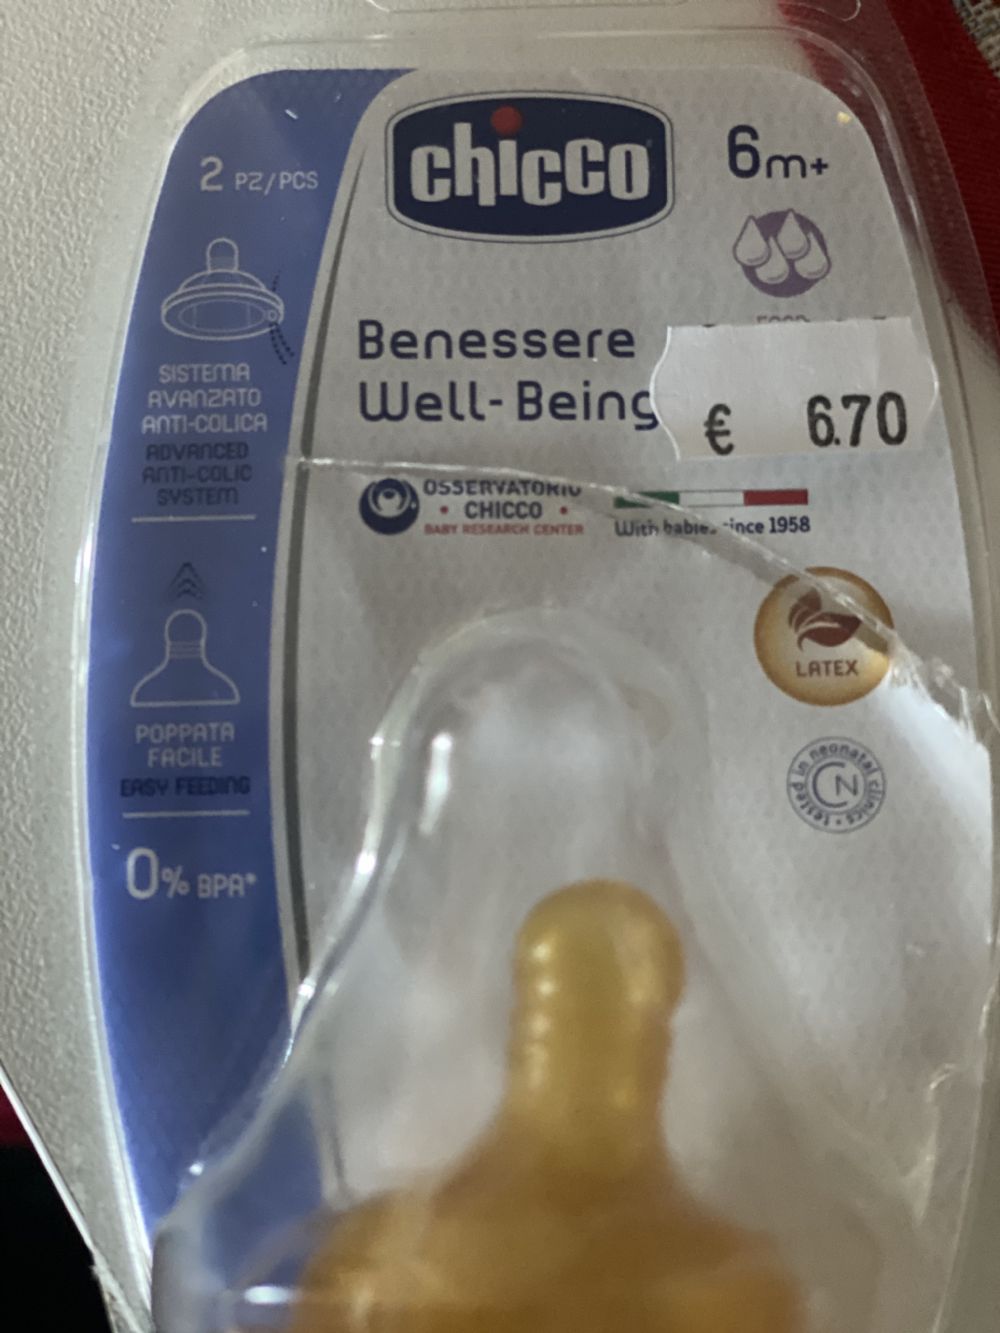 2 PZ/PCS
SISTEMA
AVANZATO
ANTI-COLICA
ADVANCED
ANTI-COLIC
SYSTEM
POPPATA
FACILE
EASY FEEDING
0% BPA*
chicco
6m+
Benessere
Well-Being
€ 6.70
OSSERVATORIO
• CHICCO •
BABY RESEARCH CENTER
With babies since 1958
LATEX
tested in neonatal clinics •
CN